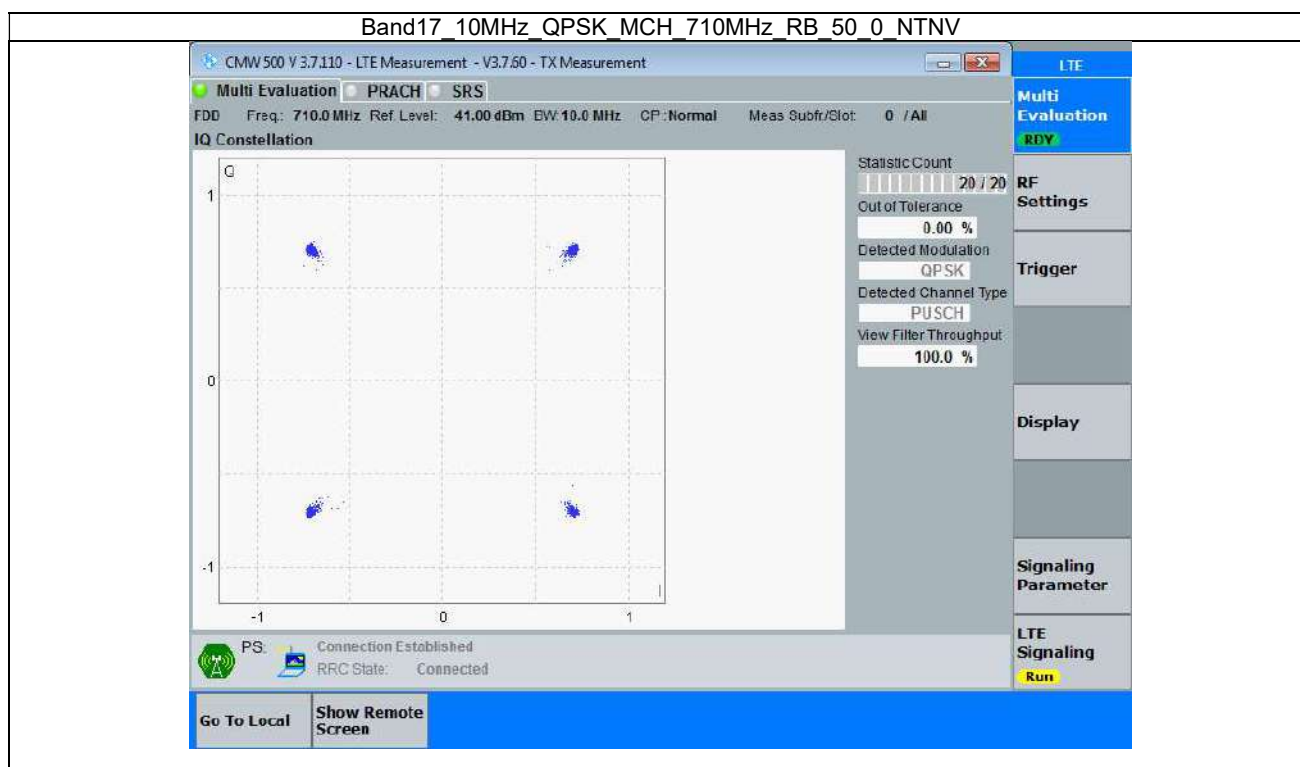 Band17_10MHz_QPSK_MCH_710MHz_RB_50_0_NTNV
CMW 500 V 3.7.110 - LTE Measurement - V3.7.60 - TX Measurement
LTE
Multi Evaluation PRACH SRS
FDD Freq.: 710.0 MHz Ref. Level: 41.00 dBm BW: 10.0 MHz CP: Normal Meas Subfr/Slot: 0 / All
IQ Constellation
Q
1
0
-1
-1 0 1
I
Statistic Count
20 / 20
Out of Tolerance
0.00 %
Detected Modulation
QPSK
Detected Channel Type
PUSCH
View Filter Throughput
100.0 %
Multi
Evaluation
RDY
RF
Settings
Trigger
Display
Signaling
Parameter
LTE
Signaling
Run
PS: Connection Established
RRC State: Connected
Go To Local
Show Remote
Screen